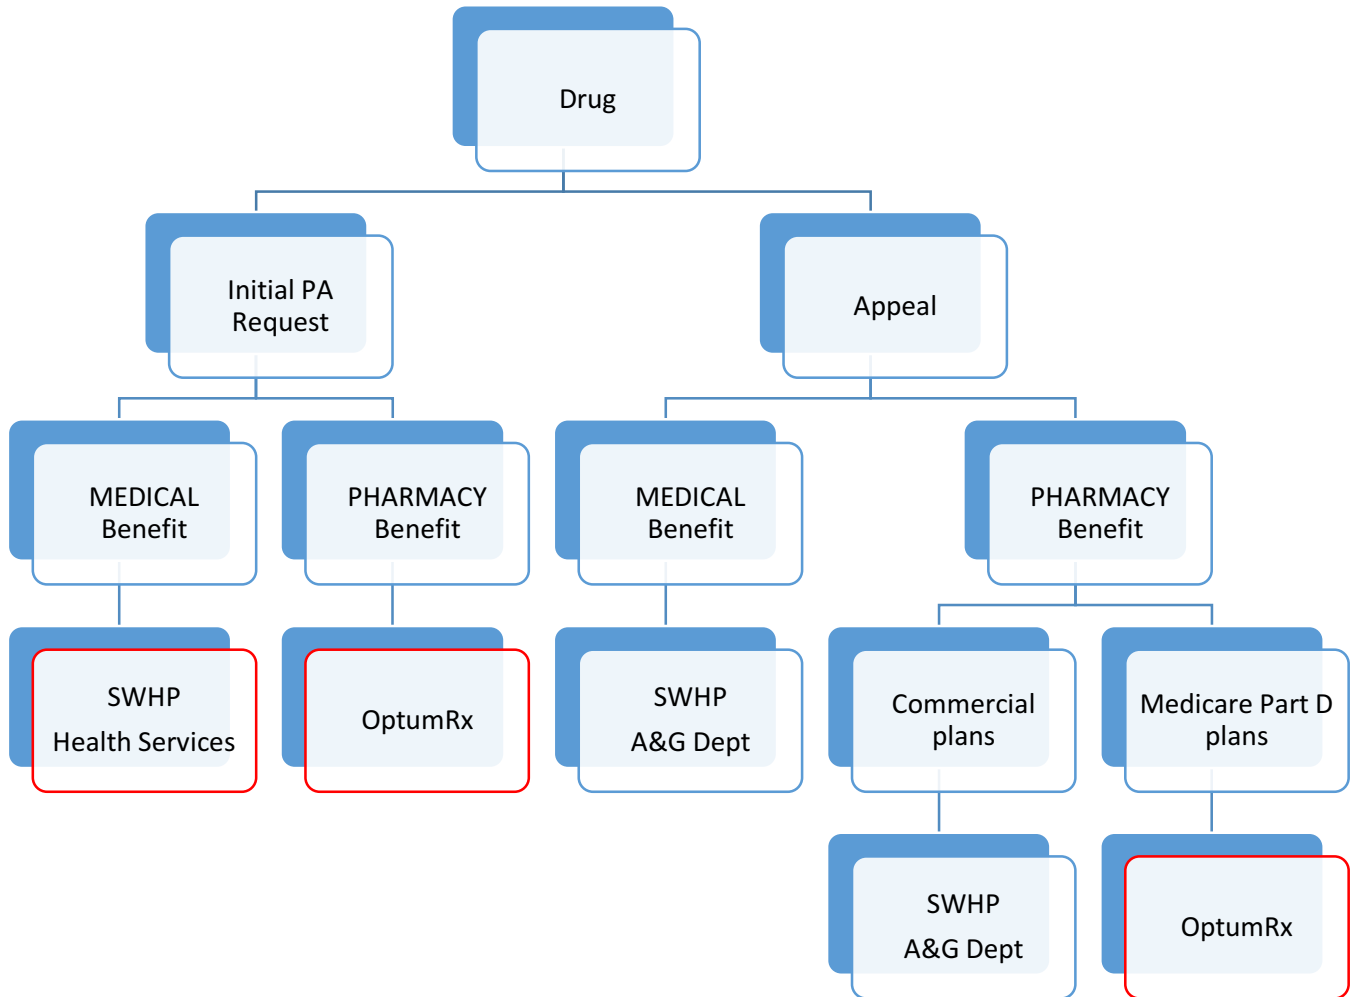 Drug
Initial PA
Request
Appeal
MEDICAL
Benefit
PHARMACY
Benefit
MEDICAL
Benefit
PHARMACY
Benefit
SWHP
Health Services
OptumRx
SWHP
A&G Dept
Commercial
plans
Medicare Part D
plans
SWHP
A&G Dept
OptumRx